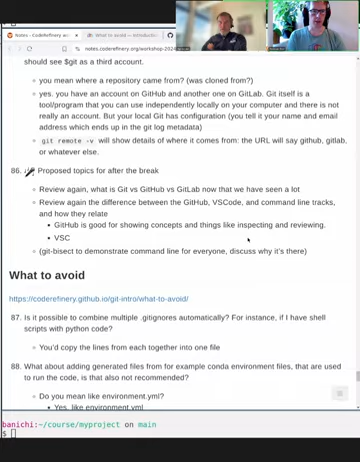 Notes - CodeRefinery
What to avoid — Introduction
notes.coderefinery.org/workshop-202
should see $git as a third account.
you mean where a repository came from? (was cloned from?)
yes. you have an account on GitHub and another one on GitLab. Git itself is a
tool/program that you can use independently locally on your computer and there is not
really an account. But your local Git has configuration (you tell it your name and email
address which ends up in the git log metadata)
git remote -v will show details of where it comes from: the URL will say github, gitlab,
or whatever else.
86. Proposed topics for after the break
Review again, what is Git vs GitHub vs GitLab now that we have seen a lot
Review again the difference between the GitHub, VSCode, and command line tracks,
and how they relate
GitHub is good for showing concepts and things like inspecting and reviewing.
VSC
(git-bisect to demonstrate command line for everyone, discuss why it's there)
What to avoid
https://coderefinery.github.io/git-intro/what-to-avoid/
87. Is it possible to combine multiple .gitignores automatically? For instance, if I have shell
scripts with python code?
You'd copy the lines from each together into one file
88. What about adding generated files from for example conda environment files, that are used
to run the code, is that also not recommended?
Do you mean like environment.yml?
Yes, like environment.yml
banichi:~/course/myproject on main
$